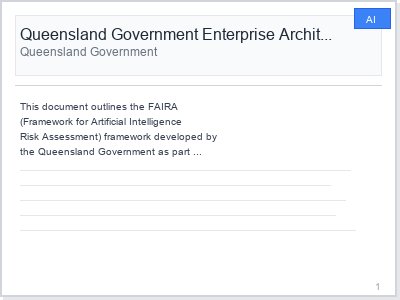 AI
Queensland Government Enterprise Archit...
Queensland Government
This document outlines the FAIRA
(Framework for Artificial Intelligence
Risk Assessment) framework developed by
the Queensland Government as part ...
1